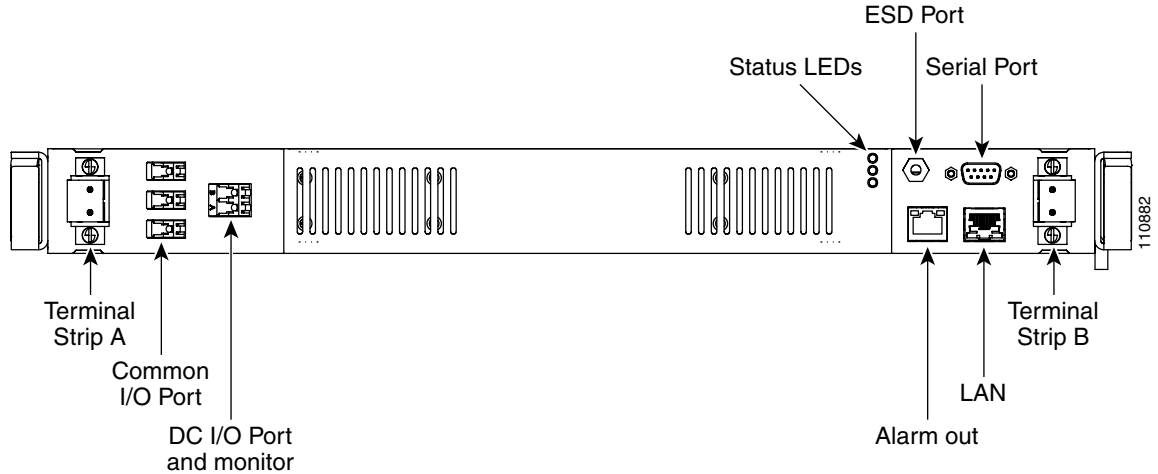 ESD Port
Status LEDs
Serial Port
B
A
110882
Terminal
Strip A
Common
I/O Port
DC I/O Port
and monitor
Terminal
Strip B
LAN
Alarm out